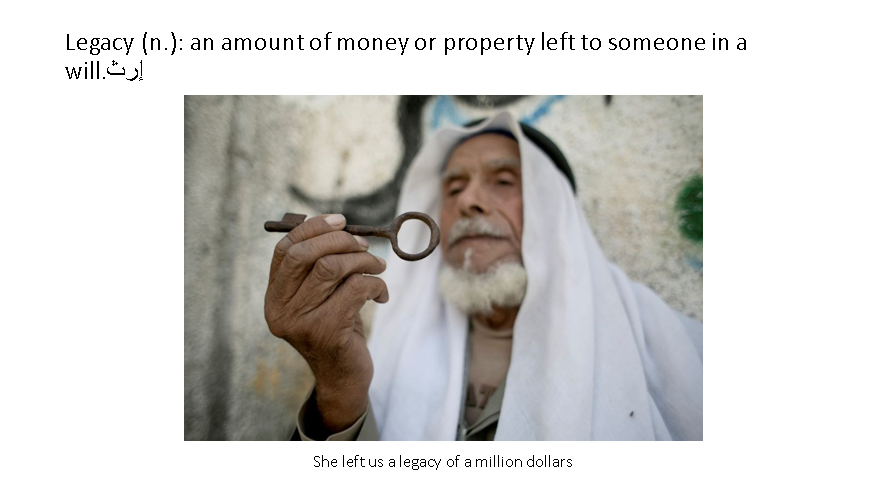 Legacy (n.): an amount of money or property left to someone in a
will.إرث
She left us a legacy of a million dollars